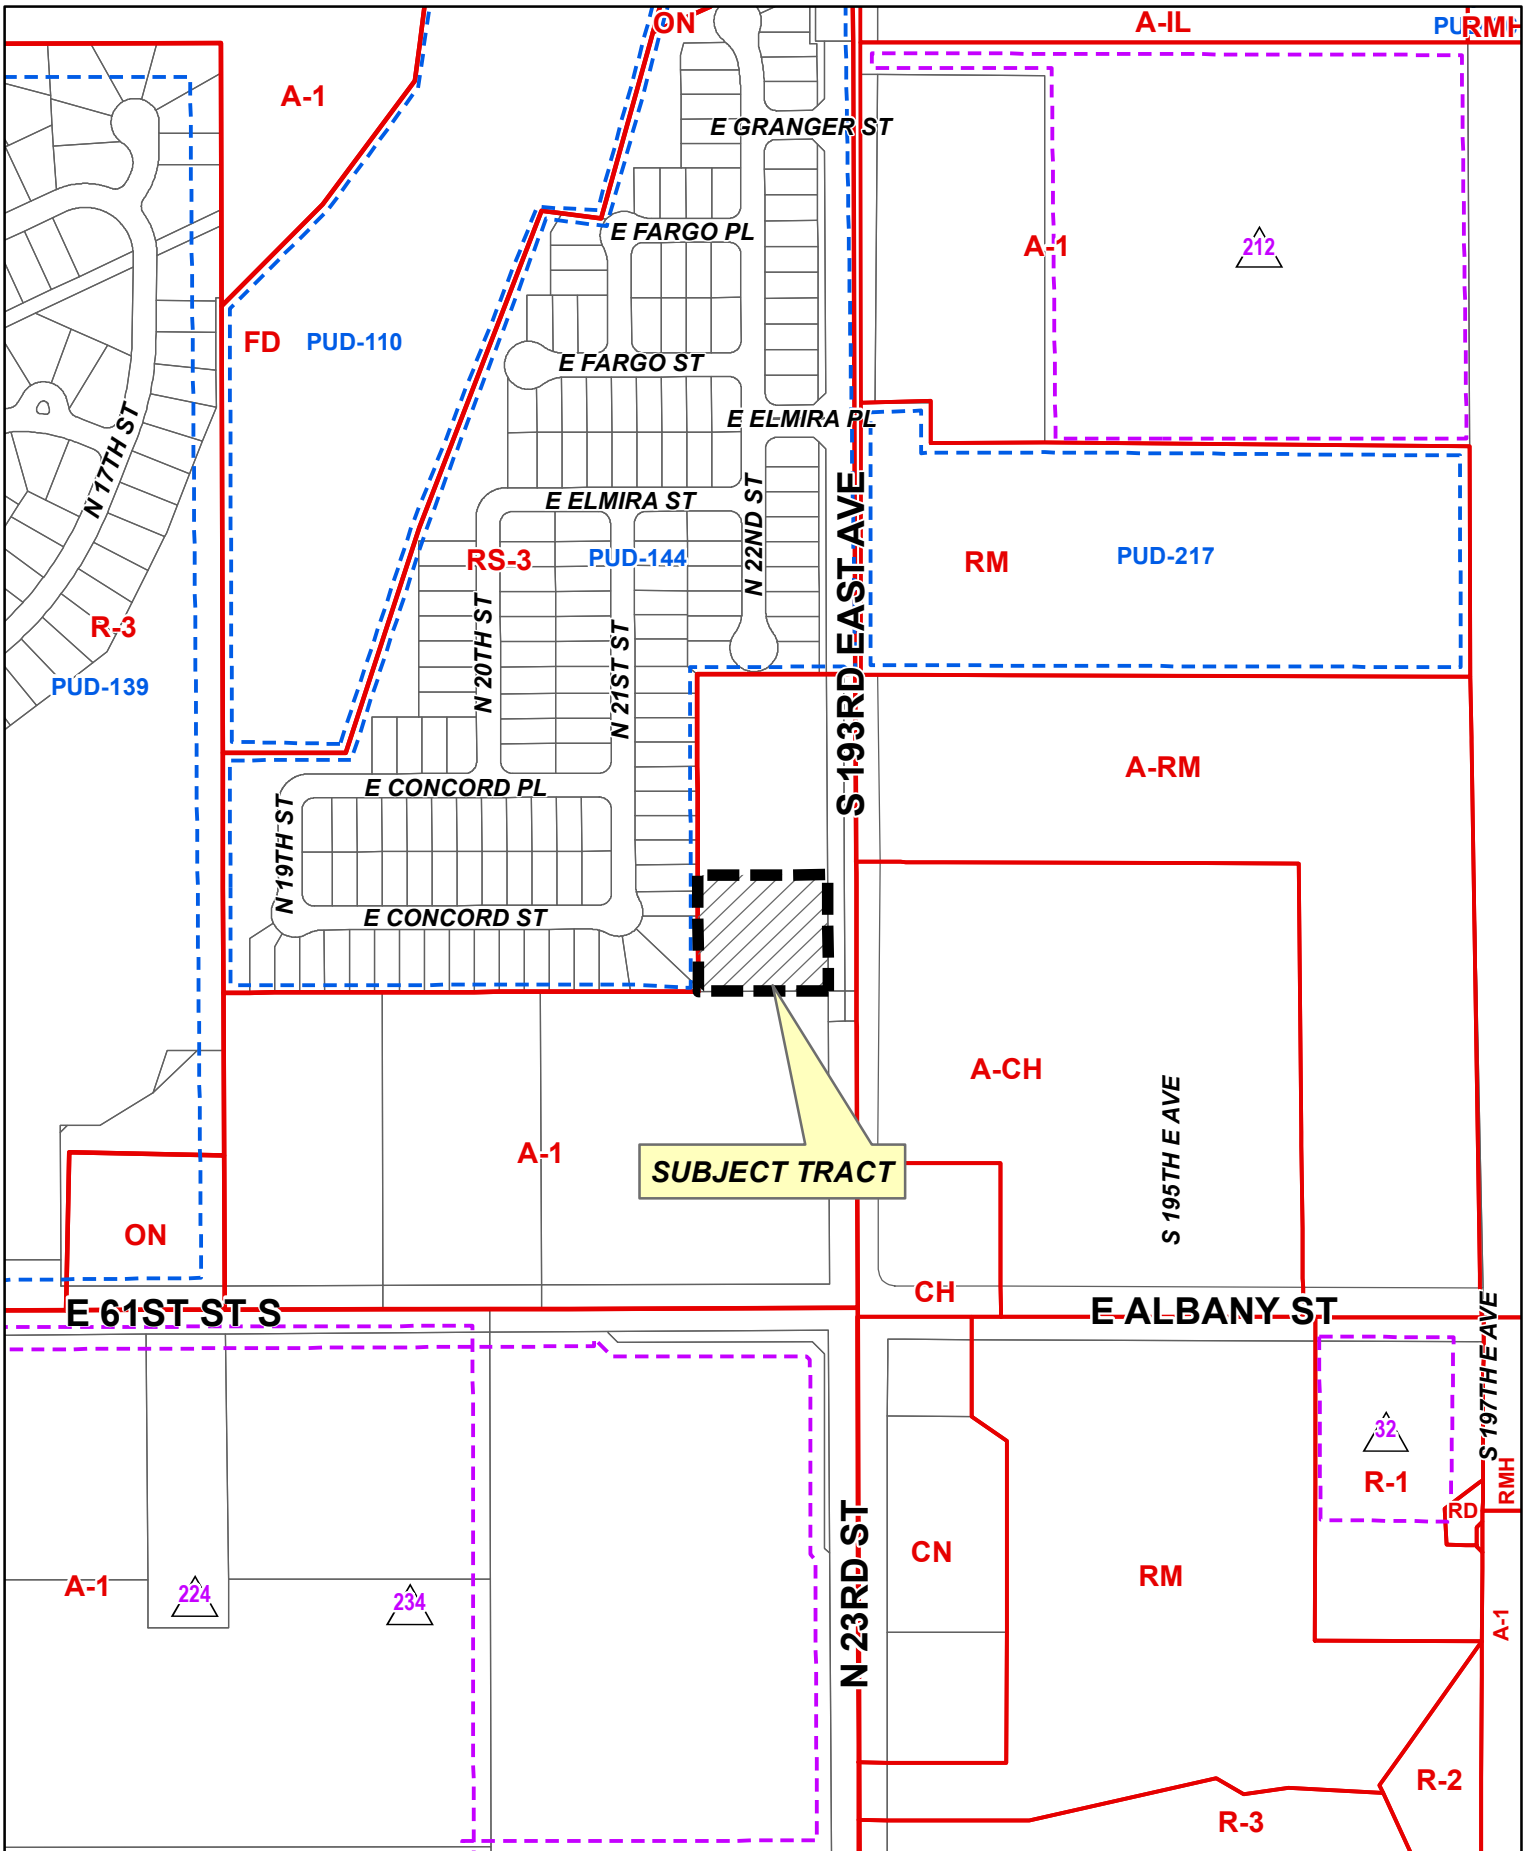 ON
A-IL
RMH
A-1
E GRANGER ST
E FARGO PL
A-1
212
FD
PUD-110
E FARGO ST
E ELMIRA PL
N 17TH ST
E ELMIRA ST
N 22ND ST
S 193RD EAST AVE
RS-3
PUD-144
RM
PUD-217
R-3
N 20TH ST
N 21ST ST
PUD-139
A-RM
E CONCORD PL
N 19TH ST
E CONCORD ST
A-CH
S 195TH E AVE
A-1
SUBJECT TRACT
ON
CH
E 61ST ST S
E ALBANY ST
S 197TH E AVE
32
R-1
RMH
RD
CN
N 23RD ST
RM
A-1
224
234
A-1
R-2
R-3